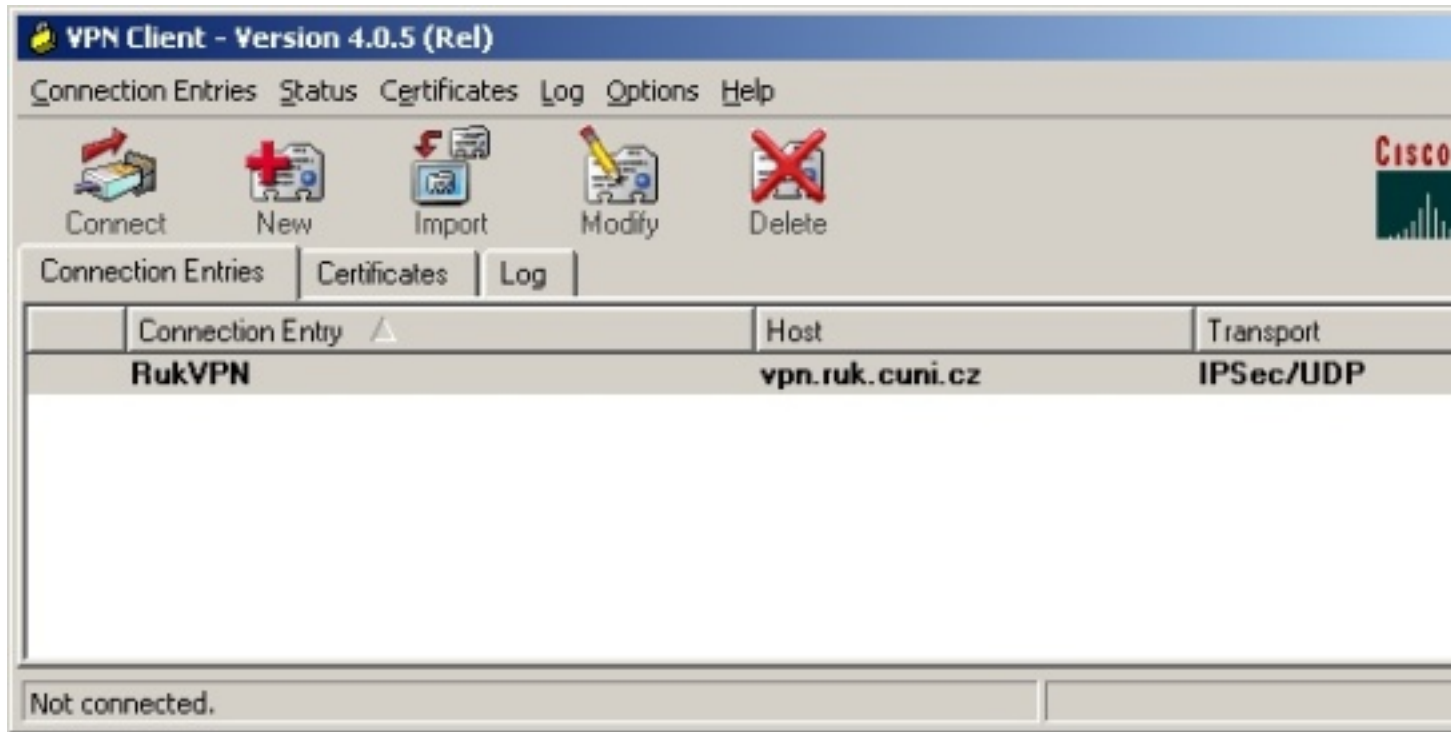 VPN Client - Version 4.0.5 (Rel)
Connection Entries Status Certificates Log Options Help
Connect New Import Modify Delete
CISCO
Connection Entries Certificates Log
Connection Entry Host Transport
RukVPN vpn.ruk.cuni.cz IPSec/UDP
Not connected.